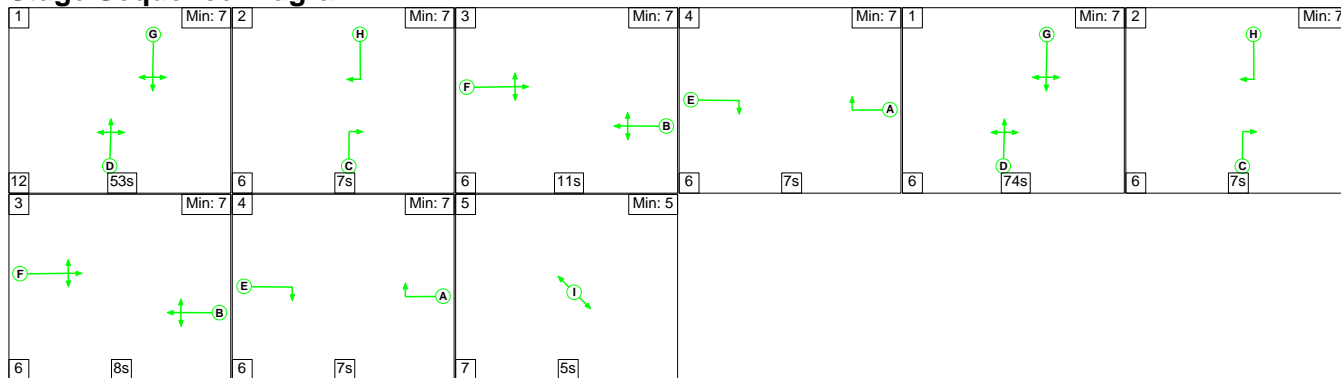 Stage Sequence Diagram
1 Min: 7 2 Min: 7 3 Min: 7 4 Min: 7 1 Min: 7 2 Min: 7
G H G H
F
E A
B
D C D C
12 53s 6 7s 6 11s 6 7s 6 74s 6 7s
3 Min: 7 4 Min: 7 5 Min: 5
F
E I A
B
6 8s 6 7s 7 5s